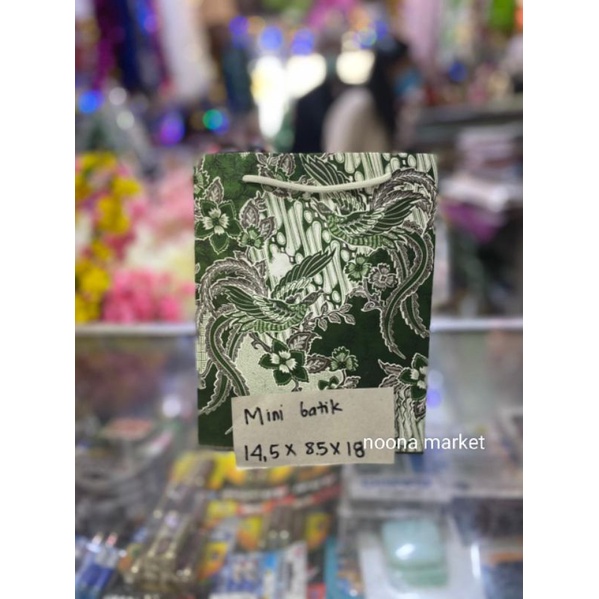 Mini batik
14,5 x 8.5 x 18
noona market